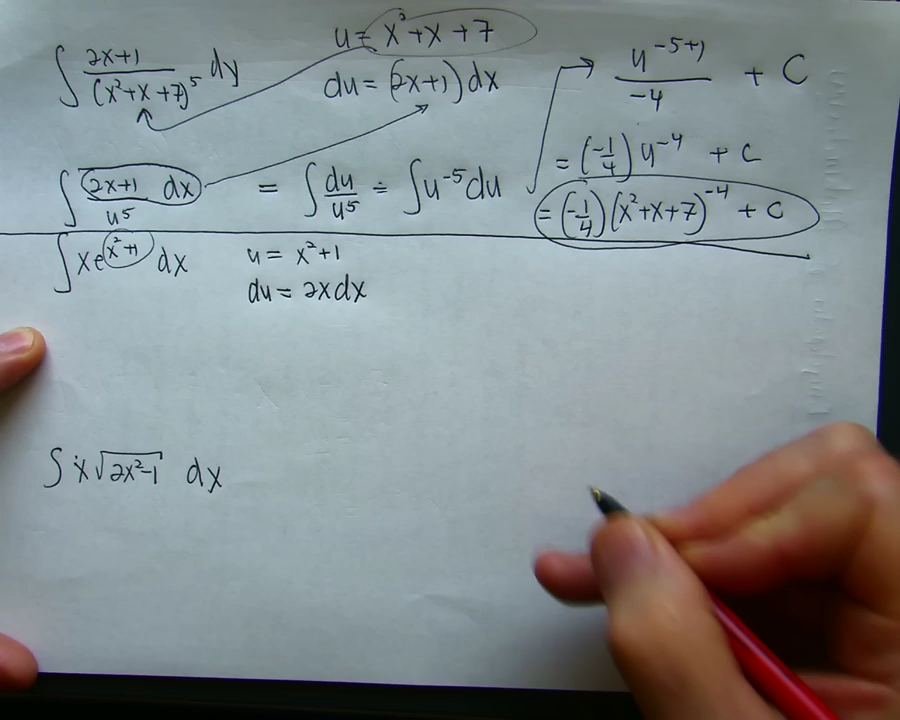 ∫ 2x+1 / (x²+x+7)⁵ dy
u = x²+x+7
du = (2x+1) dx
u⁻⁵⁺¹ / -4 + C
= (-1/4) u⁻⁴ + C
= (-1/4) (x²+x+7)⁻⁴ + C
∫ 2x+1 dx / u⁵ = ∫ du/u⁵ = ∫ u⁻⁵ du
∫ x e^(x²+1) dx
u = x²+1
du = 2x dx
∫ x √(2x²-1) dx